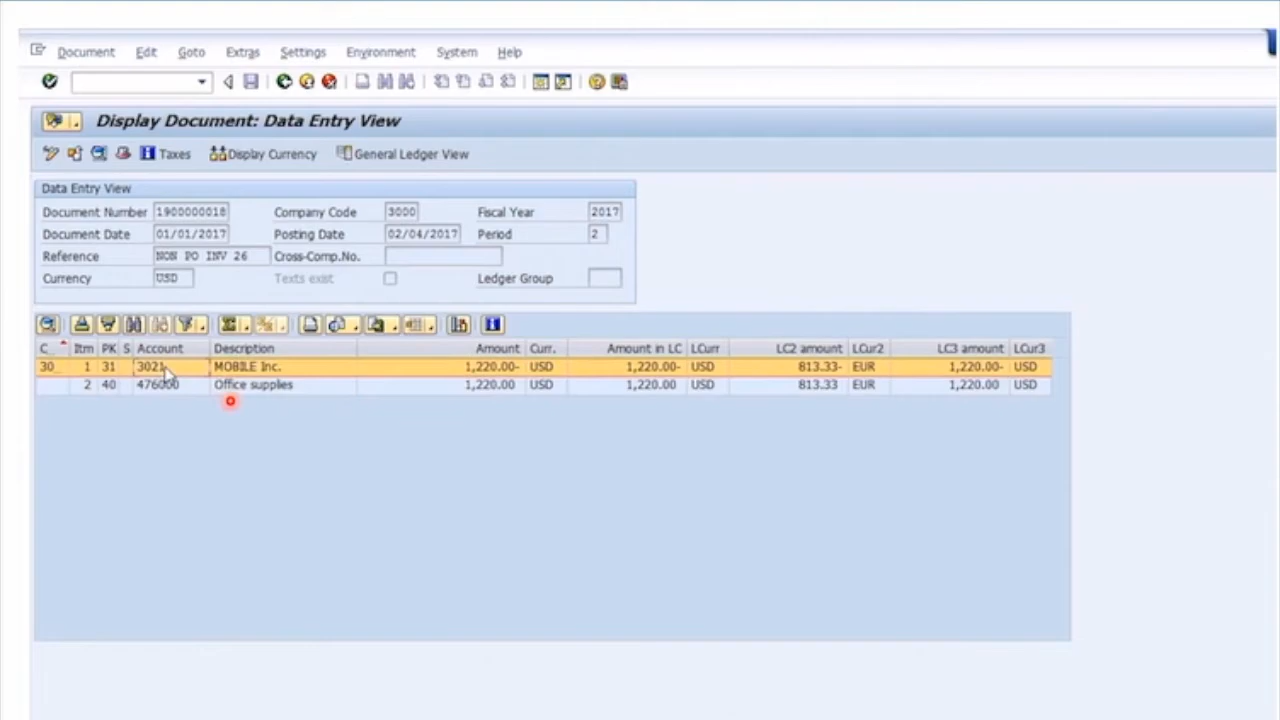 Document Edit Goto Extras Settings Environment System Help
Display Document: Data Entry View
Taxes Display Currency General Ledger View
Data Entry View
Document Number 1900000018 Company Code 3000 Fiscal Year 2017
Document Date 01/01/2017 Posting Date 02/04/2017 Period 2
Reference NON PO INV 26 Cross-Comp.No.
Currency USD Texts exist Ledger Group
C_ Itm PK S Account Description Amount Curr. Amount in LC LCurr LC2 amount LCur2 LC3 amount LCur3
30_ 1 31 3021 MOBILE Inc. 1,220.00- USD 1,220.00- USD 813.33- EUR 1,220.00- USD
2 40 476000 Office supplies 1,220.00 USD 1,220.00 USD 813.33 EUR 1,220.00 USD